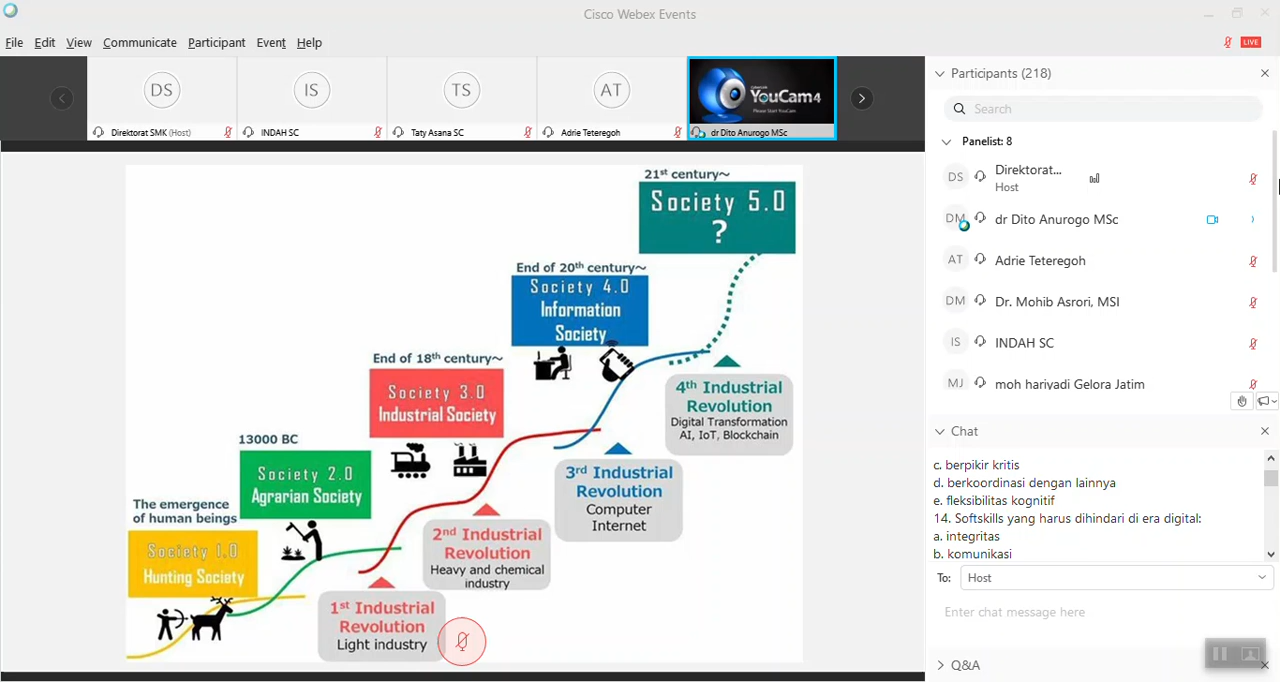 Cisco Webex Events
File Edit View Communicate Participant Event Help
LIVE
DS
IS
TS
AT
YouCam4
Please Start YouCam
Direktorat SMK (Host)
INDAH SC
Taty Asana SC
Adrie Teteregoh
dr Dito Anurogo MSc
21st century~
Society 5.0
?
End of 20th century~
Society 4.0
Information
Society
End of 18th century~
Society 3.0
Industrial Society
4th Industrial
Revolution
Digital Transformation
AI, IoT, Blockchain
13000 BC
Society 2.0
Agrarian Society
3rd Industrial
Revolution
Computer
Internet
The emergence
of human beings
Society 1.0
Hunting Society
2nd Industrial
Revolution
Heavy and chemical
industry
1st Industrial
Revolution
Light industry
Participants (218)
Search
Panelist: 8
DS Direktorat...
Host
DM dr Dito Anurogo MSc
AT Adrie Teteregoh
DM Dr. Mohib Asrori, MSI
IS INDAH SC
MJ moh hariyadi Gelora Jatim
Chat
c. berpikir kritis
d. berkoordinasi dengan lainnya
e. fleksibilitas kognitif
14. Softskills yang harus dihindari di era digital:
a. integritas
b. komunikasi
To: Host
Enter chat message here
Q&A